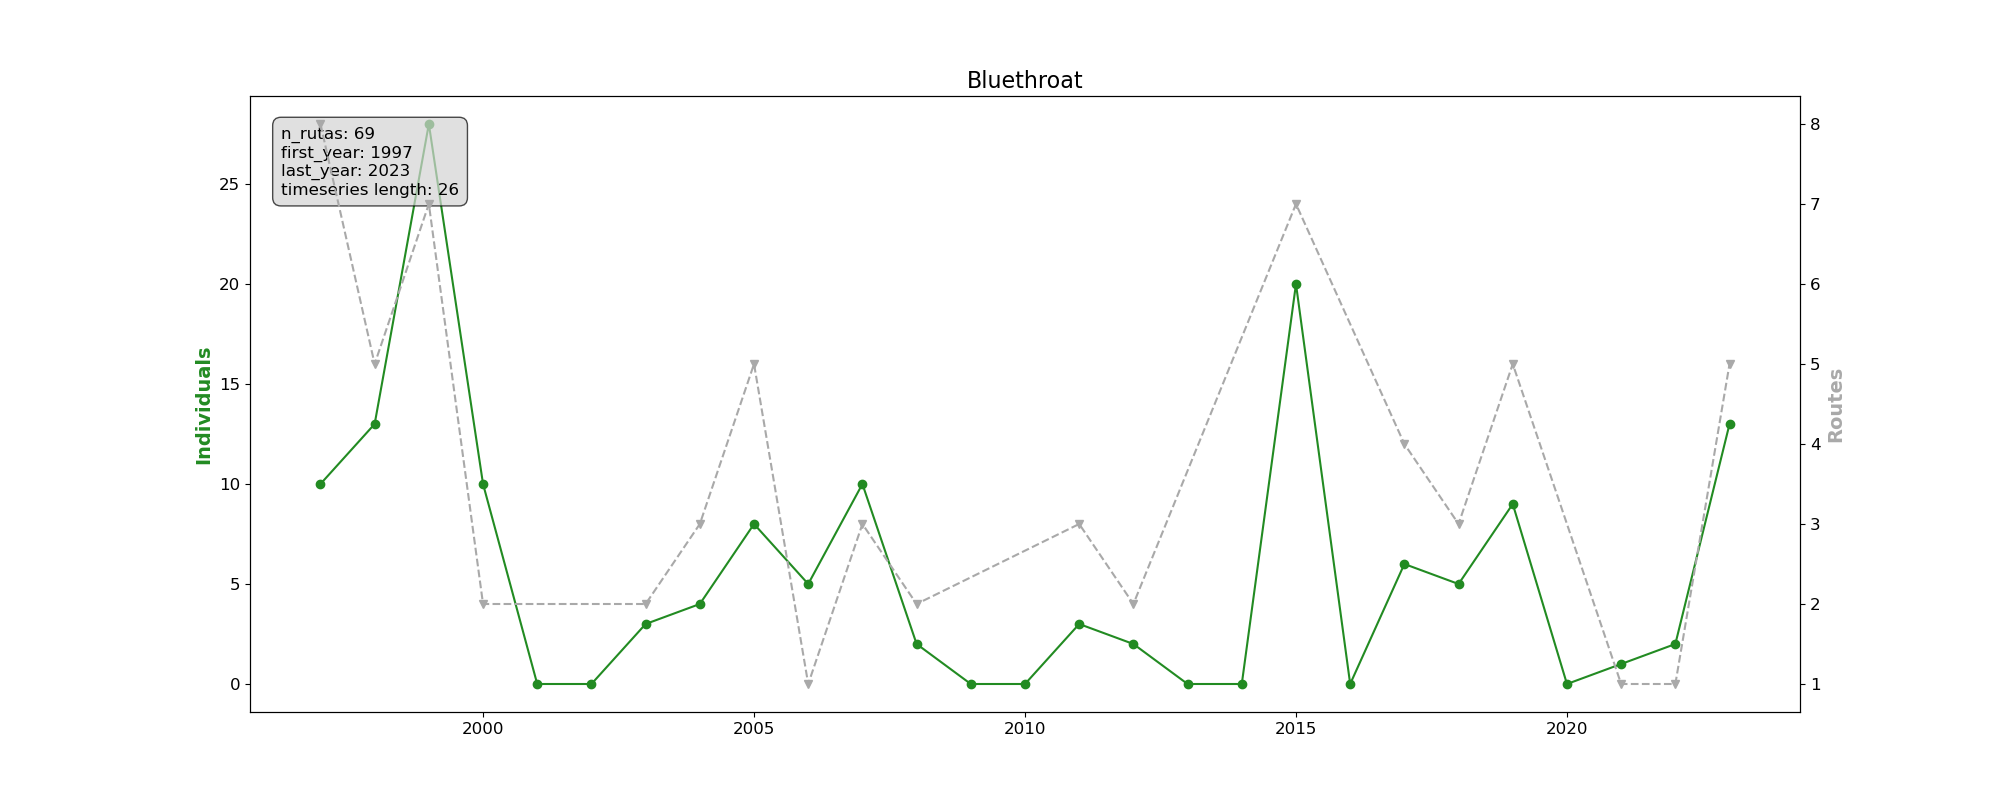 Bluethroat
n_rutas: 69
first_year: 1997
last_year: 2023
timeseries length: 26
Individuals
25
20
15
10
5
0
Routes
8
7
6
5
4
3
2
1
2000
2005
2010
2015
2020